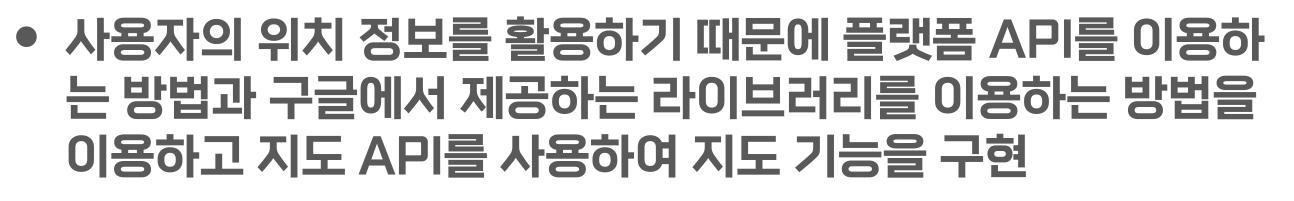 • 사용자의 위치 정보를 활용하기 때문에 플랫폼 API를 이용하
는 방법과 구글에서 제공하는 라이브러리를 이용하는 방법을
이용하고 지도 API를 사용하여 지도 기능을 구현